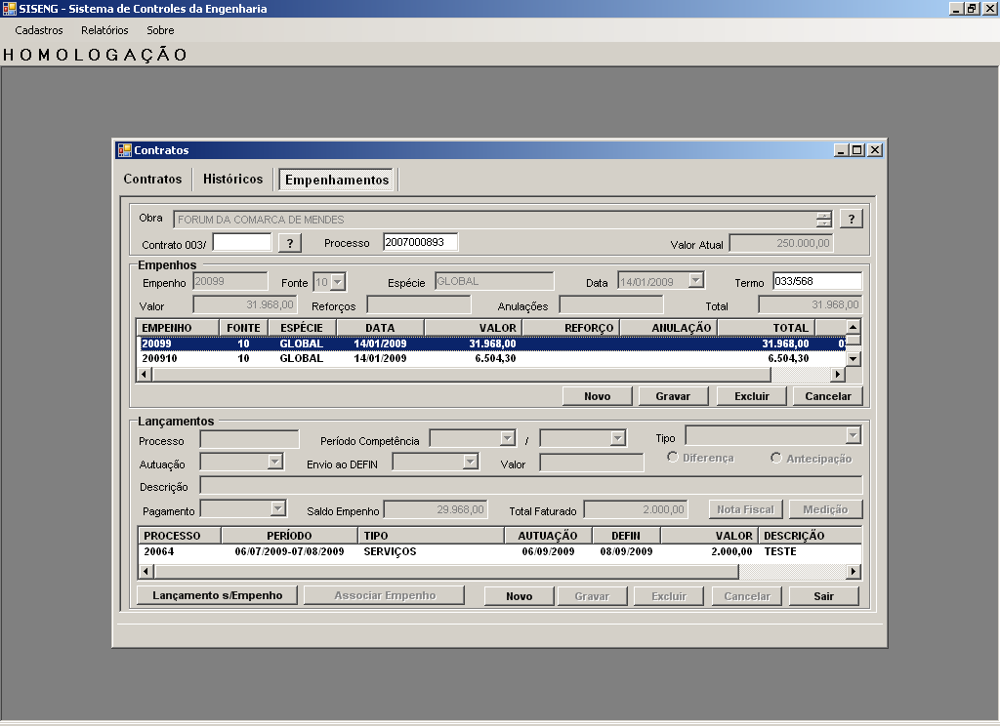 SISENG - Sistema de Controles da Engenharia
Cadastros Relatórios Sobre
HOMOLOGAÇÃO
Contratos
Contratos Históricos Empenhamentos
Obra FORUM DA COMARCA DE MENDES ?
Contrato 003/ ? Processo 2007000893 Valor Atual 250.000,00
Empenhos
Empenho 20099 Fonte 10 Espécie GLOBAL Data 14/01/2009 Termo 033/568
Valor 31.968,00 Reforços Anulações Total 31.968,00
EMPENHO FONTE ESPÉCIE DATA VALOR REFORÇO ANULAÇÃO TOTAL
20099 10 GLOBAL 14/01/2009 31.968,00 31.968,00
200910 10 GLOBAL 14/01/2009 6.504,30 6.504,30
Novo Gravar Excluir Cancelar
Lançamentos
Processo Período Competência / Tipo
Autuação Envio ao DEFIN Valor Diferença Antecipação
Descrição
Pagamento Saldo Empenho 29.968,00 Total Faturado 2.000,00 Nota Fiscal Medição
PROCESSO PERÍODO TIPO AUTUAÇÃO DEFIN VALOR DESCRIÇÃO
20064 06/07/2009-07/08/2009 SERVIÇOS 06/09/2009 08/09/2009 2.000,00 TESTE
Lançamento s/Empenho Associar Empenho Novo Gravar Excluir Cancelar Sair